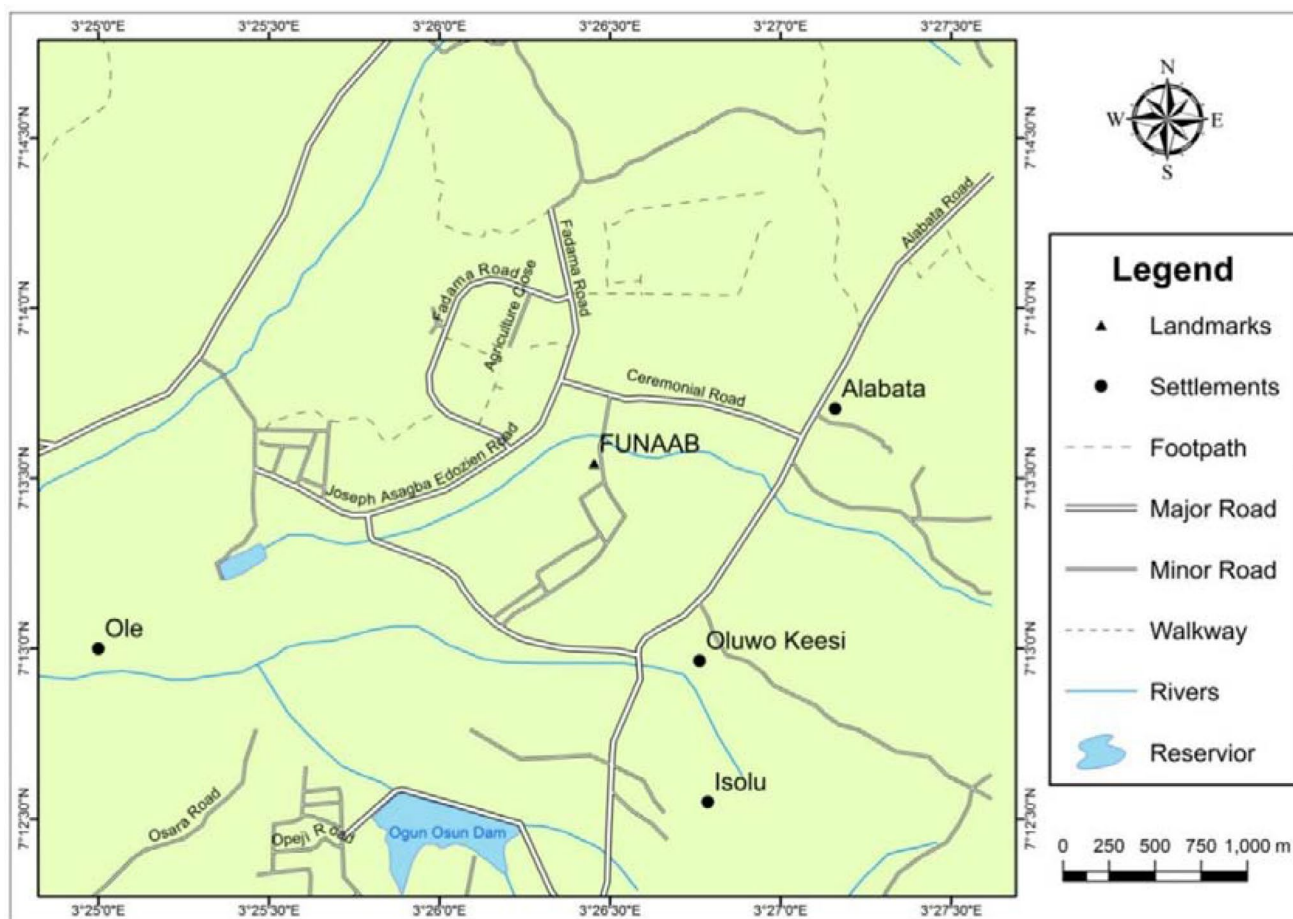 3°25'0"E 3°25'30"E 3°26'0"E 3°26'30"E 3°27'0"E 3°27'30"E
7°14'30"N
7°14'0"N
7°13'30"N
7°13'0"N
7°12'30"N
7°14'30"N
7°14'0"N
7°13'30"N
7°13'0"N
7°12'30"N
Alabata Road
Fadama Road
Fadama Road
Agriculture Close
Ceremonial Road
Alabata
FUNAAB
Joseph Asagba Edozien Road
Ole
Oluwo Keesi
Isolu
Osara Road
Opeji Road
Ogun Osun Dam
3°25'0"E 3°25'30"E 3°26'0"E 3°26'30"E 3°27'0"E 3°27'30"E
N
W E
S
Legend
Landmarks
Settlements
Footpath
Major Road
Minor Road
Walkway
Rivers
Reservior
0 250 500 750 1,000 m